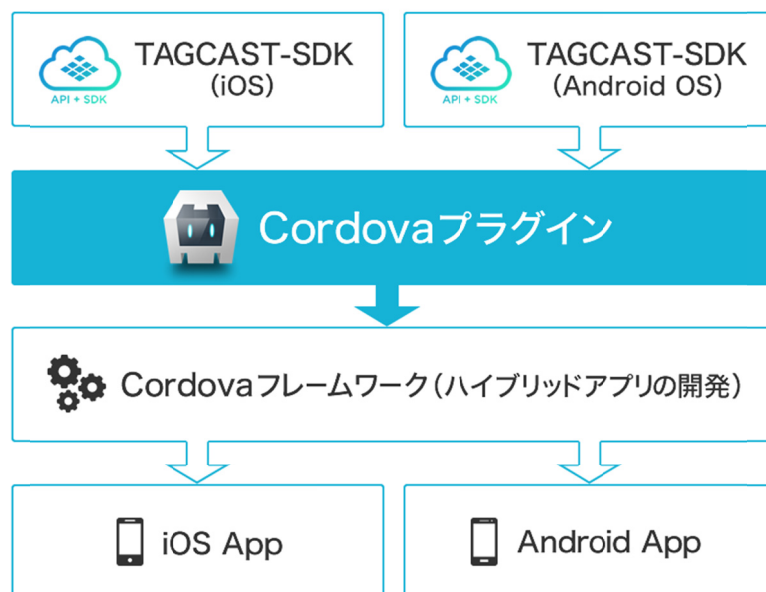 TAGCAST-SDK
(iOS)
API + SDK
TAGCAST-SDK
(Android OS)
API + SDK
Cordovaプラグイン
Cordovaフレームワーク(ハイブリッドアプリの開発)
iOS App
Android App